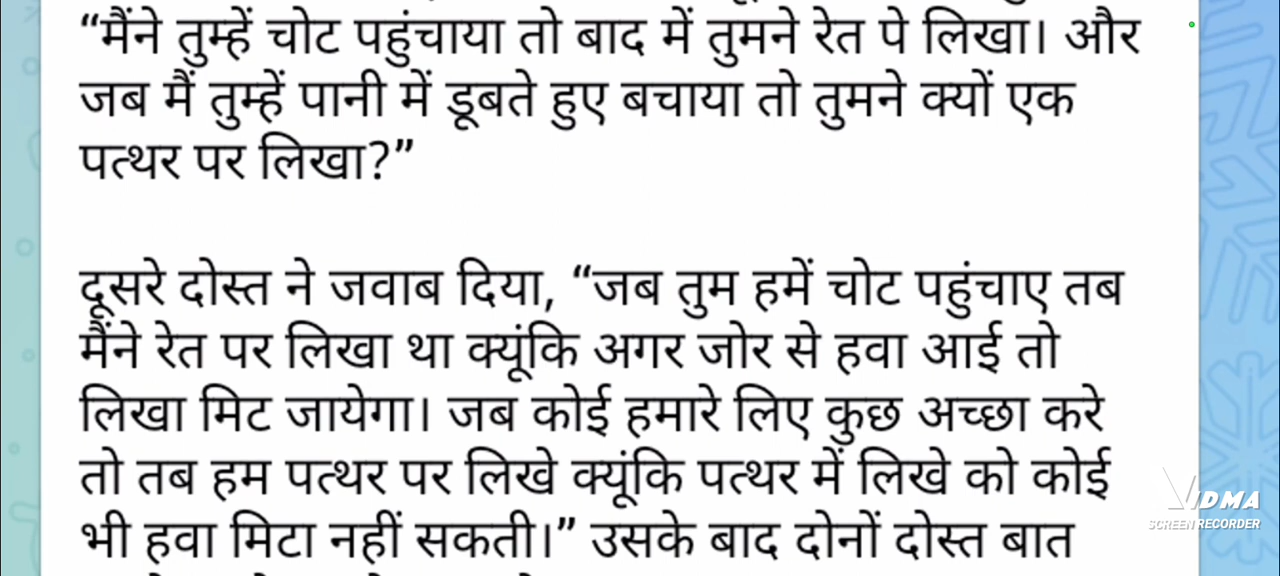 “मैंने तुम्हें चोट पहुंचाया तो बाद में तुमने रेत पे लिखा। और
जब मैं तुम्हें पानी में डूबते हुए बचाया तो तुमने क्यों एक
पत्थर पर लिखा?”
दूसरे दोस्त ने जवाब दिया, “जब तुम हमें चोट पहुंचाए तब
मैंने रेत पर लिखा था क्यूंकि अगर जोर से हवा आई तो
लिखा मिट जायेगा। जब कोई हमारे लिए कुछ अच्छा करे
तो तब हम पत्थर पर लिखे क्यूंकि पत्थर में लिखे को कोई
भी हवा मिटा नहीं सकती।” उसके बाद दोनों दोस्त बात
VIDMA
SCREEN RECORDER